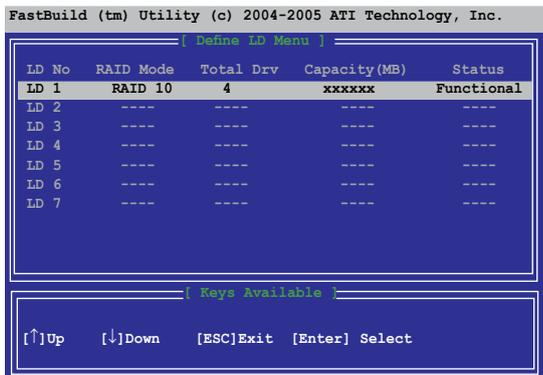 FastBuild (tm) Utility (c) 2004-2005 ATI Technology, Inc.
[ Define LD Menu ]
LD No RAID Mode Total Drv Capacity(MB) Status
LD 1 RAID 10 4 xxxxxx Functional
LD 2 ---- ---- ---- ----
LD 3 ---- ---- ---- ----
LD 4 ---- ---- ---- ----
LD 5 ---- ---- ---- ----
LD 6 ---- ---- ---- ----
LD 7 ---- ---- ---- ----
[ Keys Available ]
[↑]Up [↓]Down [ESC]Exit [Enter] Select